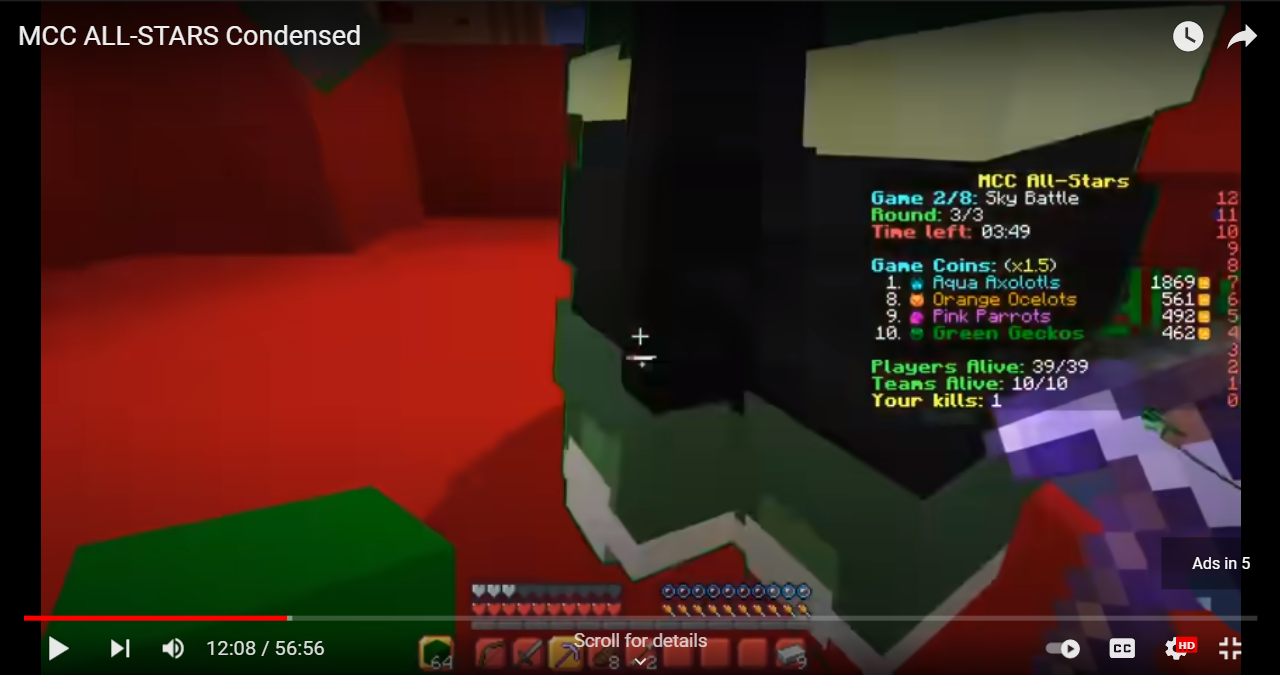 MCC ALL-STARS Condensed
MCC All-Stars
Game 2/8: Sky Battle 12
Round: 3/3 11
Time left: 03:49 10
9
Game Coins: (x1.5) 8
1. Aqua Axolotls 1869 7
8. Orange Ocelots 561 6
9. Pink Parrots 492 5
10. Green Geckos 462 4
3
Players Alive: 39/39 2
Teams Alive: 10/10 1
Your kills: 1 0
Ads in 5
12:08 / 56:56
Scroll for details
CC
HD
64
8
2
9